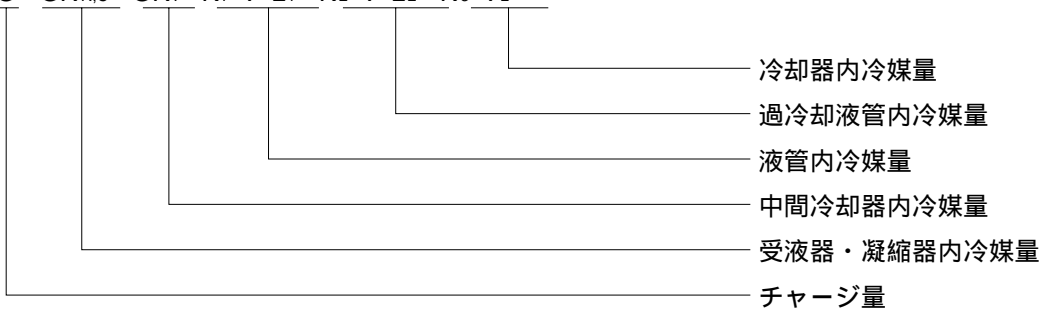 冷却器内冷媒量
過冷却液管内冷媒量
液管内冷媒量
中間冷却器内冷媒量
受液器・凝縮器内冷媒量
チャージ量